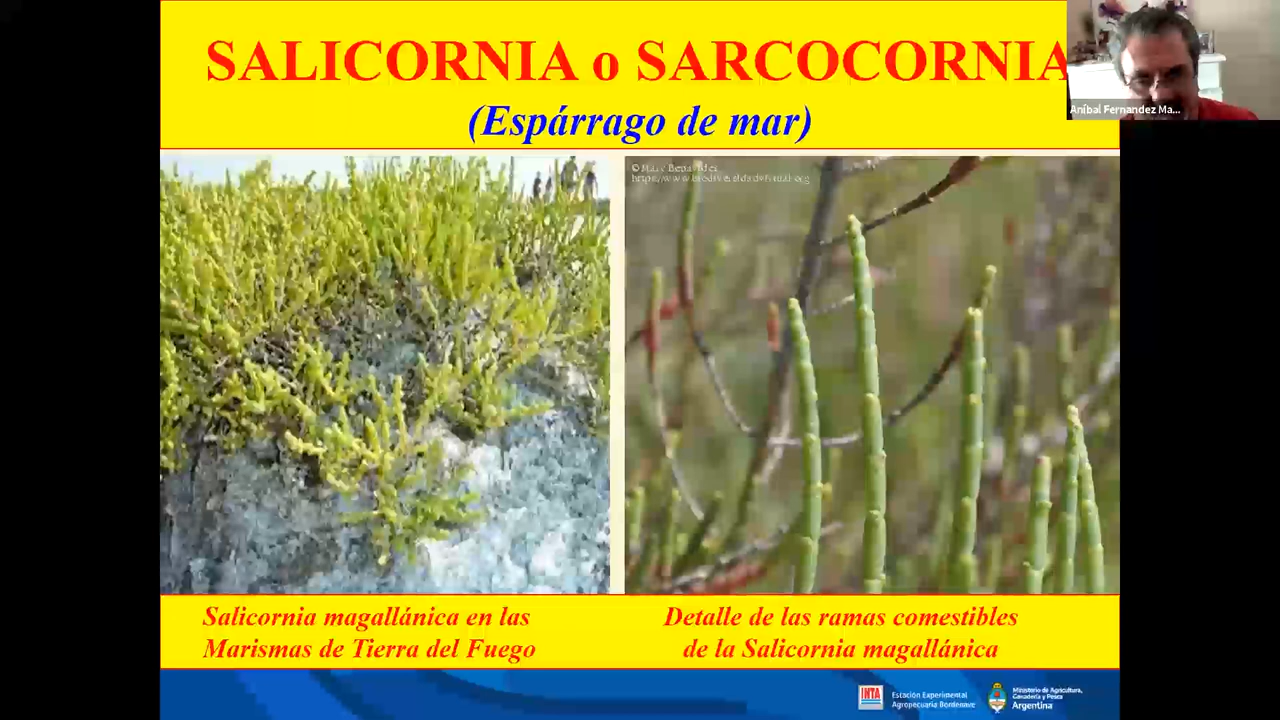 SALICORNIA o SARCOCORNIA
(Espárrago de mar)
Aníbal Fernandez Ma...
Salicornia magallánica en las
Marismas de Tierra del Fuego
Detalle de las ramas comestibles
de la Salicornia magallánica
INTA
Estación Experimental
Agropecuaria Bordenave
Ministerio de Agricultura,
Ganadería y Pesca
Argentina